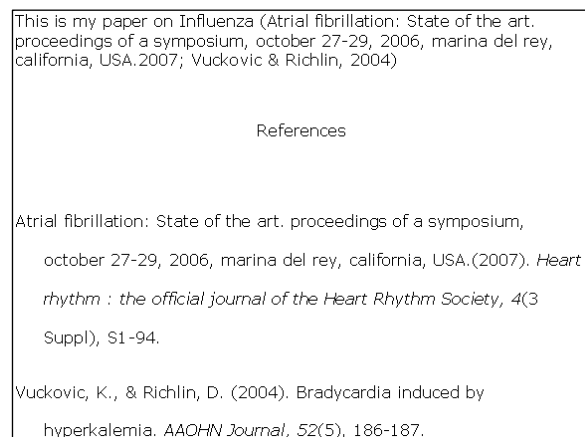 This is my paper on Influenza (Atrial fibrillation: State of the art.
proceedings of a symposium, october 27-29, 2006, marina del rey,
california, USA.2007; Vuckovic & Richlin, 2004)
References
Atrial fibrillation: State of the art. proceedings of a symposium,
october 27-29, 2006, marina del rey, california, USA.(2007). Heart
rhythm : the official journal of the Heart Rhythm Society, 4(3
Suppl), S1-94.
Vuckovic, K., & Richlin, D. (2004). Bradycardia induced by
hyperkalemia. AAOHN Journal, 52(5), 186-187.